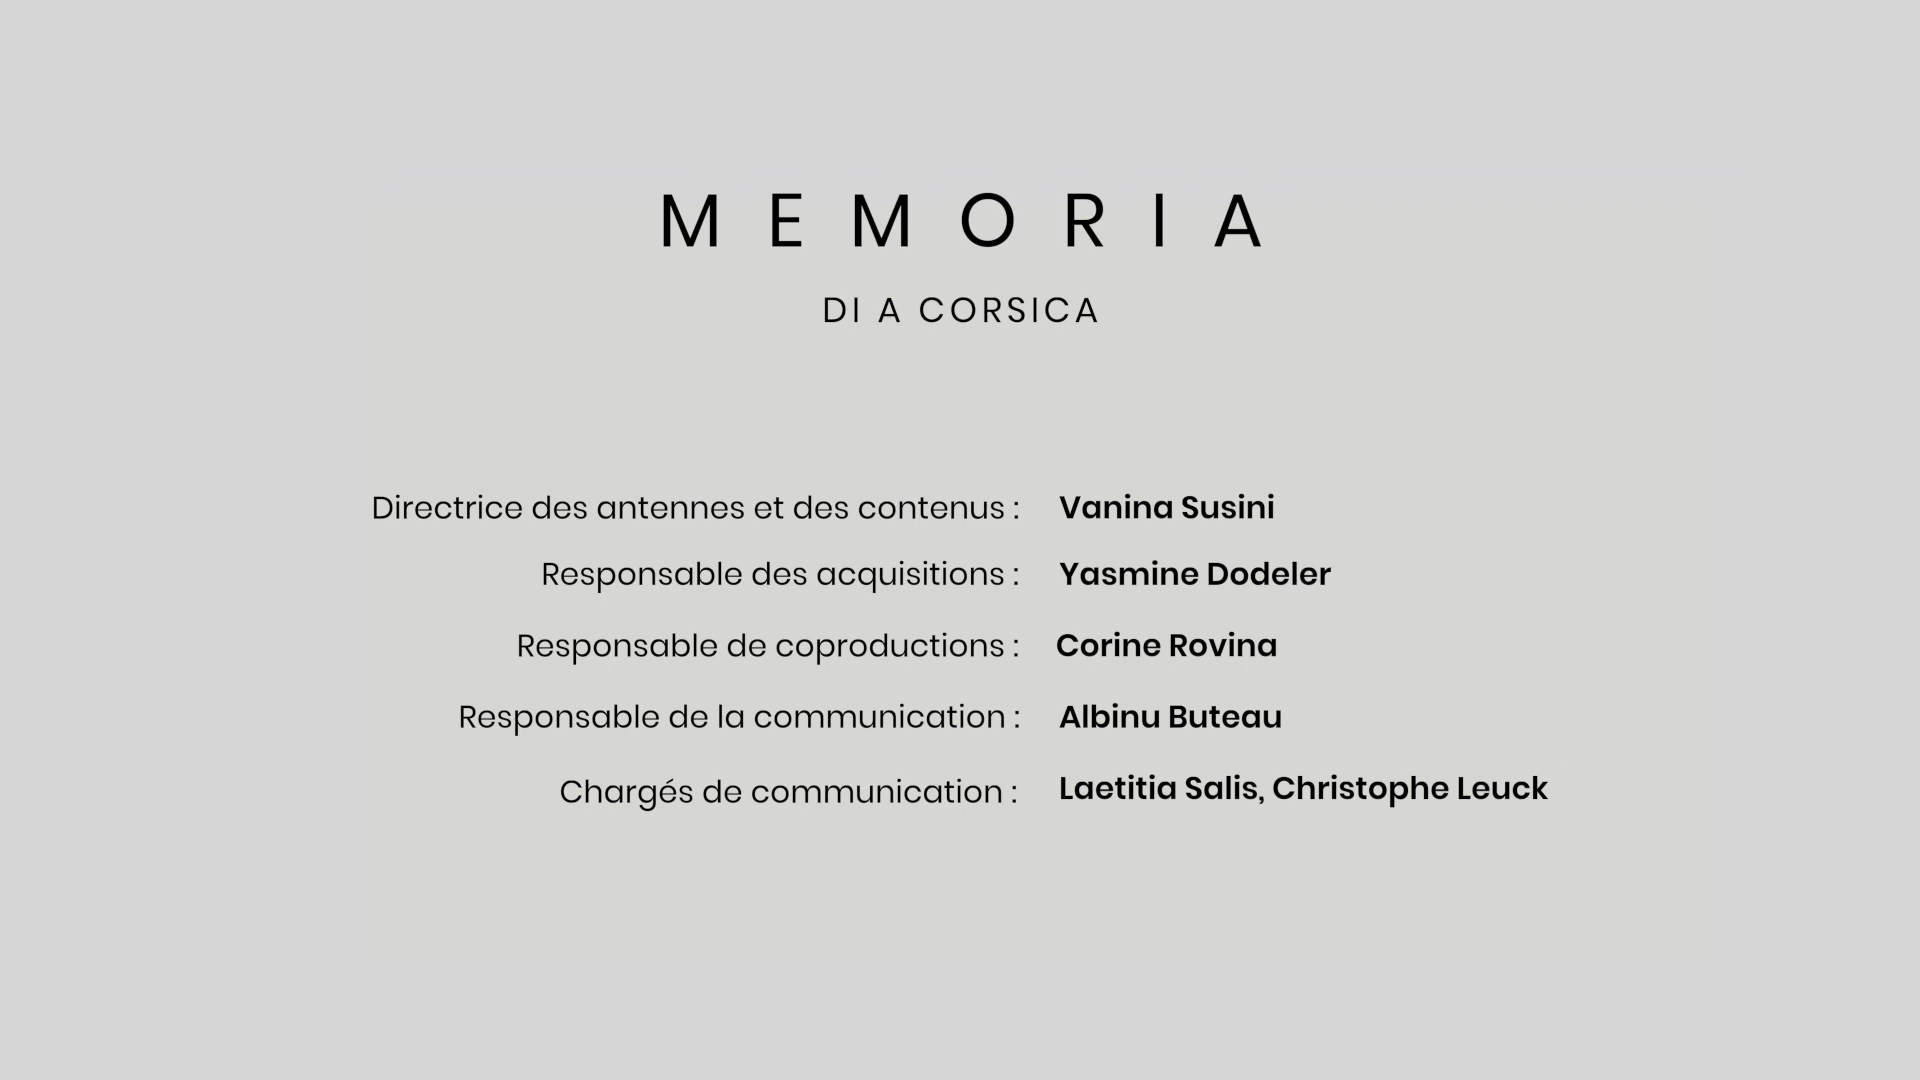 MEMORIA
DI A CORSICA
Directrice des antennes et des contenus : Vanina Susini
Responsable des acquisitions : Yasmine Dodeler
Responsable de coproductions : Corine Rovina
Responsable de la communication : Albinu Buteau
Chargés de communication : Laetitia Salis, Christophe Leuck